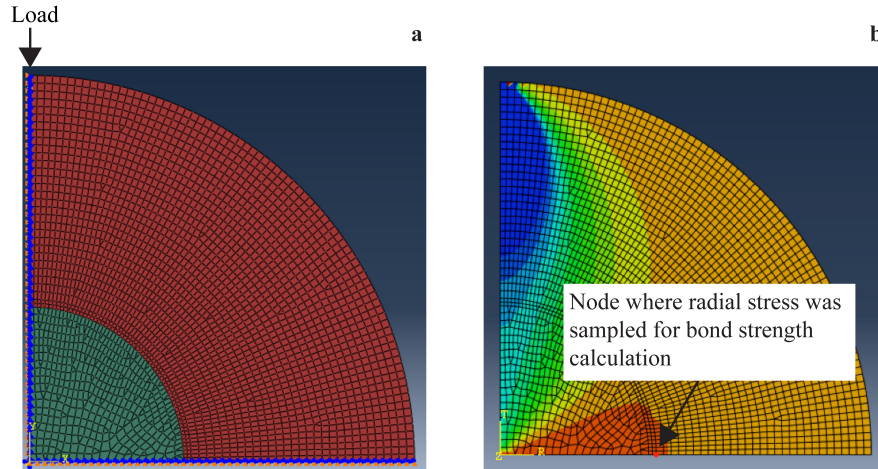 Load
a
b
Node where radial stress was
sampled for bond strength
calculation
Y
X
T
Z
R